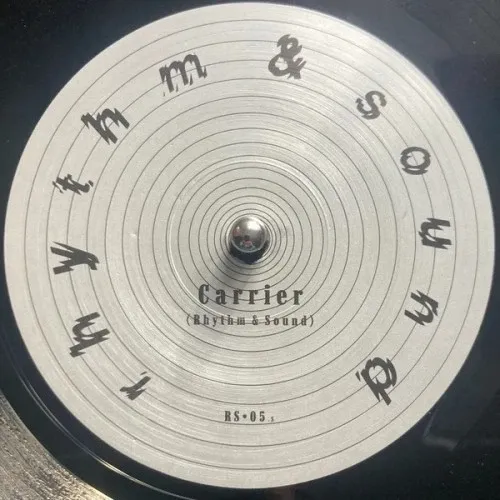 rhythm & sound
Carrier
(Rhythm & Sound)
RS•05 s